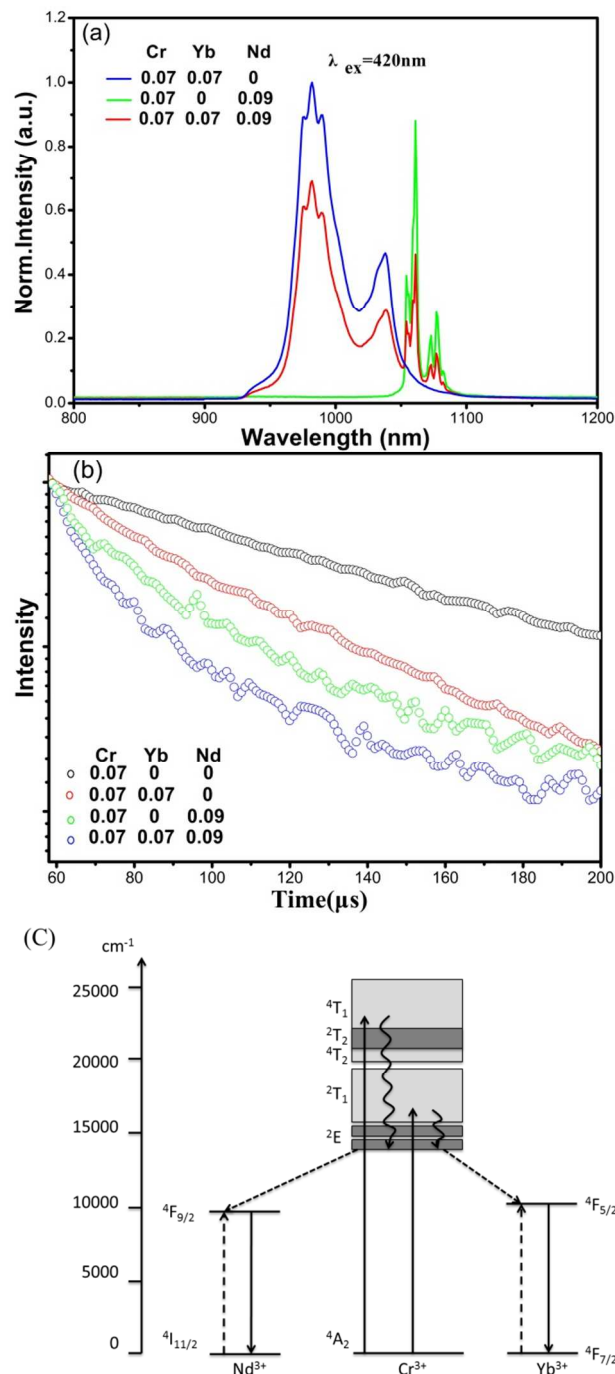 (a)
Cr Yb Nd
0.07 0.07 0
0.07 0 0.09
0.07 0.07 0.09
λ ex=420nm
Norm.Intensity (a.u.)
1.2
1.0
0.8
0.6
0.4
0.2
0.0
800 900 1000 1100 1200
Wavelength (nm)
(b)
Intensity
Cr Yb Nd
0.07 0 0
0.07 0.07 0
0.07 0 0.09
0.07 0.07 0.09
60 80 100 120 140 160 180 200
Time(µs)
(C)
cm-1
25000
20000
15000
10000
5000
0
4T1
2T2
4T2
2T1
2E
4F9/2
4F5/2
4I11/2
4A2
4F7/2
Nd3+ Cr3+ Yb3+